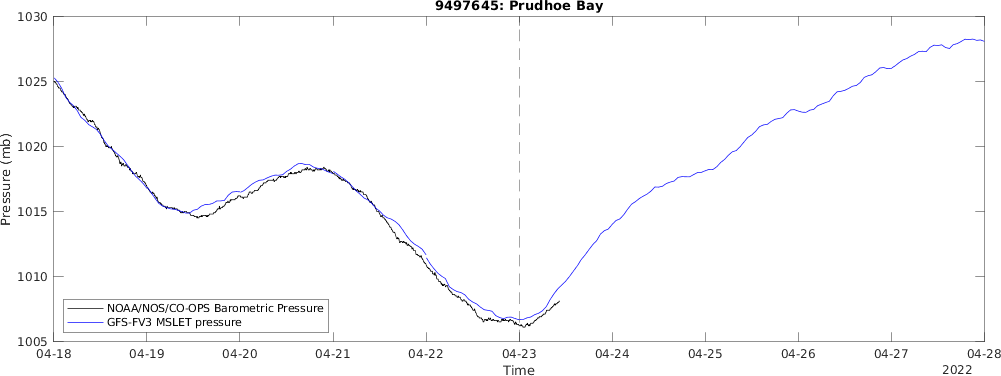 9497645: Prudhoe Bay
1030
1025
1020
1015
1010
1005
Pressure (mb)
NOAA/NOS/CO-OPS Barometric Pressure
GFS-FV3 MSLET pressure
04-18 04-19 04-20 04-21 04-22 04-23 04-24 04-25 04-26 04-27 04-28
Time
2022